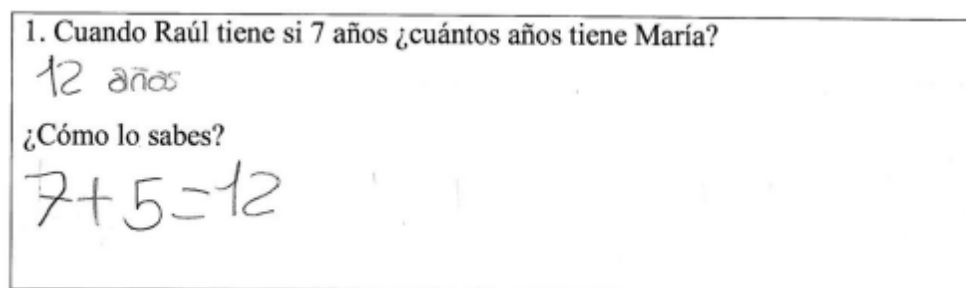 1. Cuando Raúl tiene si 7 años ¿cuántos años tiene María?
12 años
¿Cómo lo sabes?
7+5=12